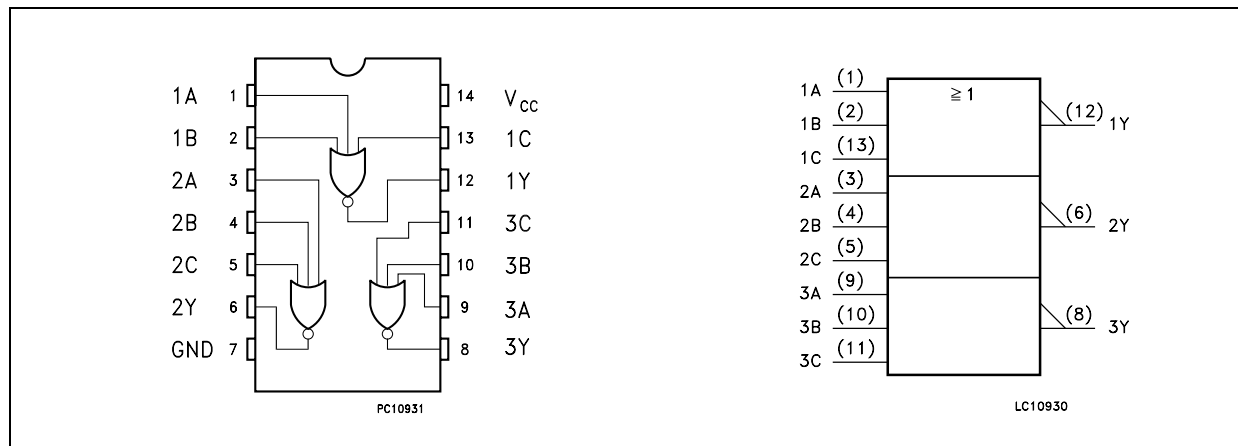 1A 1 14 VCC
1B 2 13 1C
2A 3 12 1Y
2B 4 11 3C
2C 5 10 3B
2Y 6 9 3A
GND 7 8 3Y
PC10931
≧1
1A (1)
1B (2)
1C (13)
2A (3)
2B (4)
2C (5)
3A (9)
3B (10)
3C (11)
(12) 1Y
(6) 2Y
(8) 3Y
LC10930